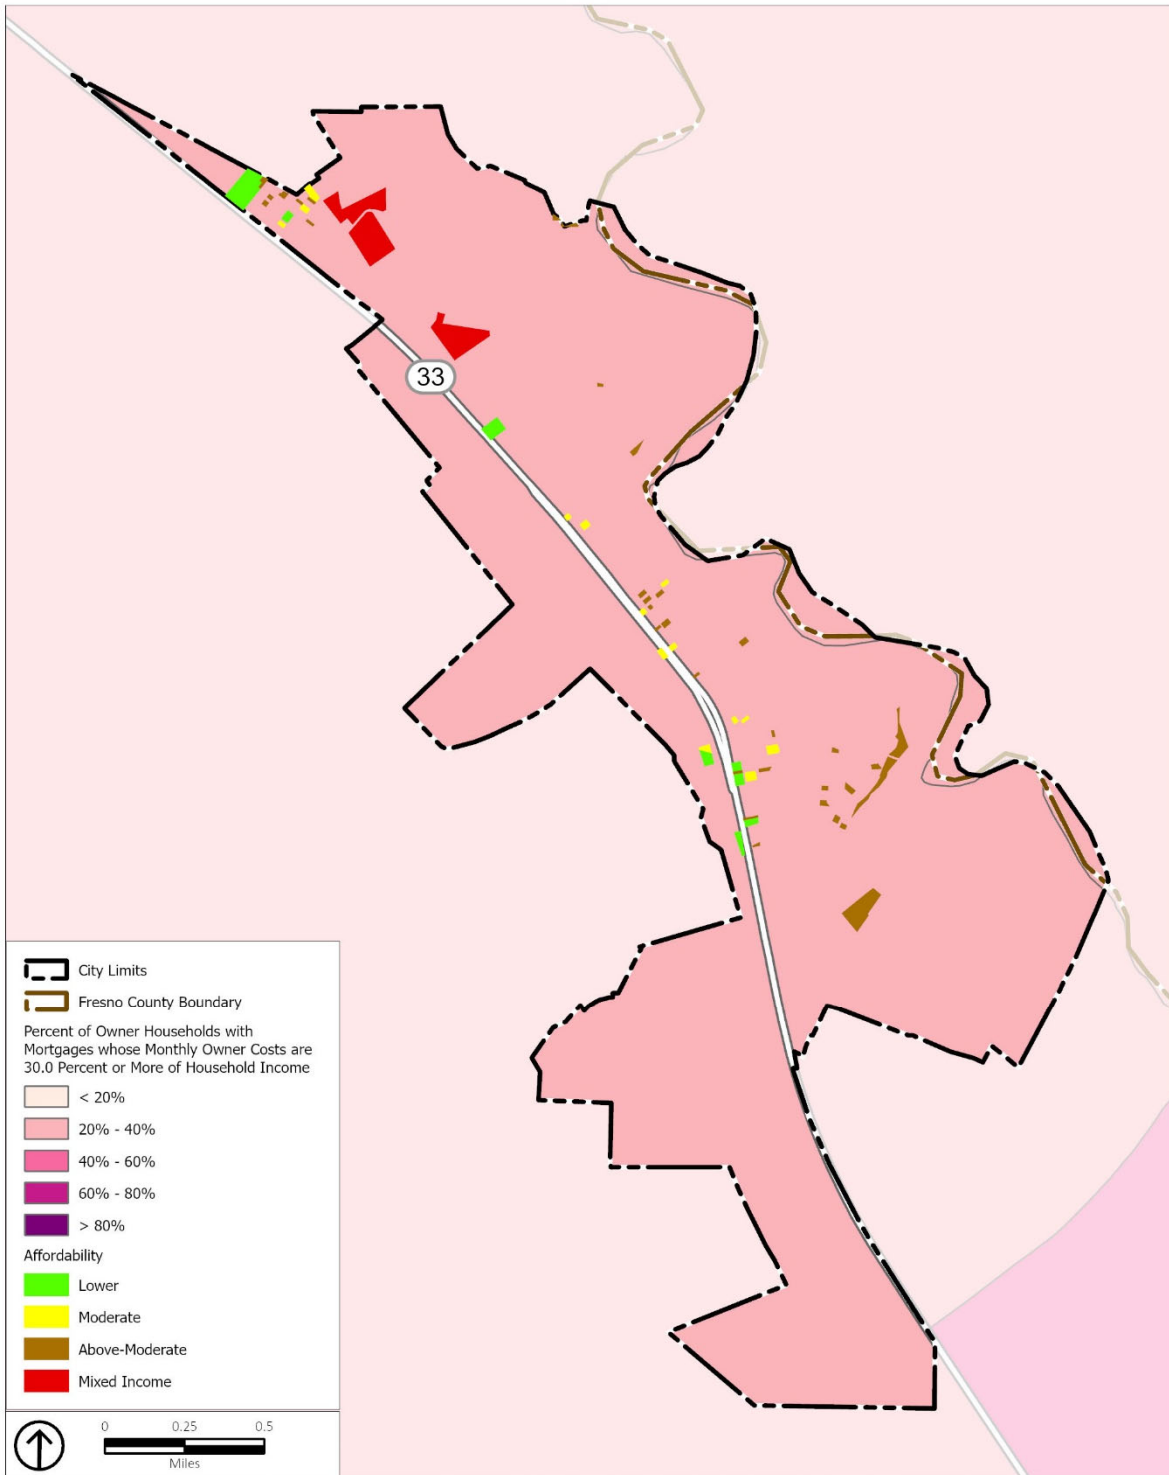 33
City Limits
Fresno County Boundary
Percent of Owner Households with
Mortgages whose Monthly Owner Costs are
30.0 Percent or More of Household Income
< 20%
20% - 40%
40% - 60%
60% - 80%
> 80%
Affordability
Lower
Moderate
Above-Moderate
Mixed Income
0 0.25 0.5
Miles